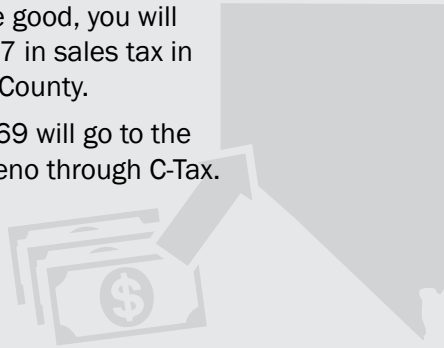 e good, you will
7 in sales tax in
County.
69 will go to the
eno through C-Tax.
$